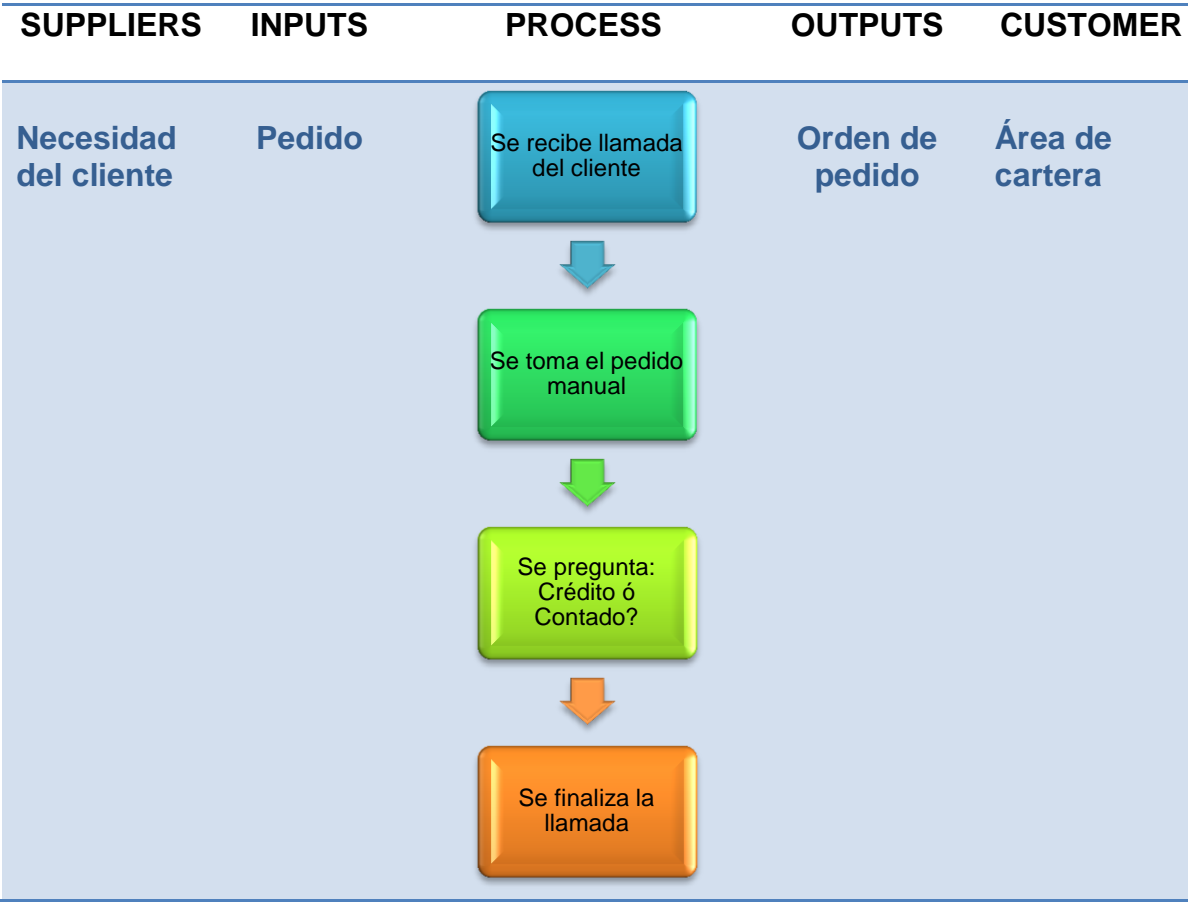 SUPPLIERS INPUTS PROCESS OUTPUTS CUSTOMER
Necesidad
del cliente
Pedido
Se recibe llamada
del cliente
Se toma el pedido
manual
Se pregunta:
Crédito ó
Contado?
Se finaliza la
llamada
Orden de
pedido
Área de
cartera